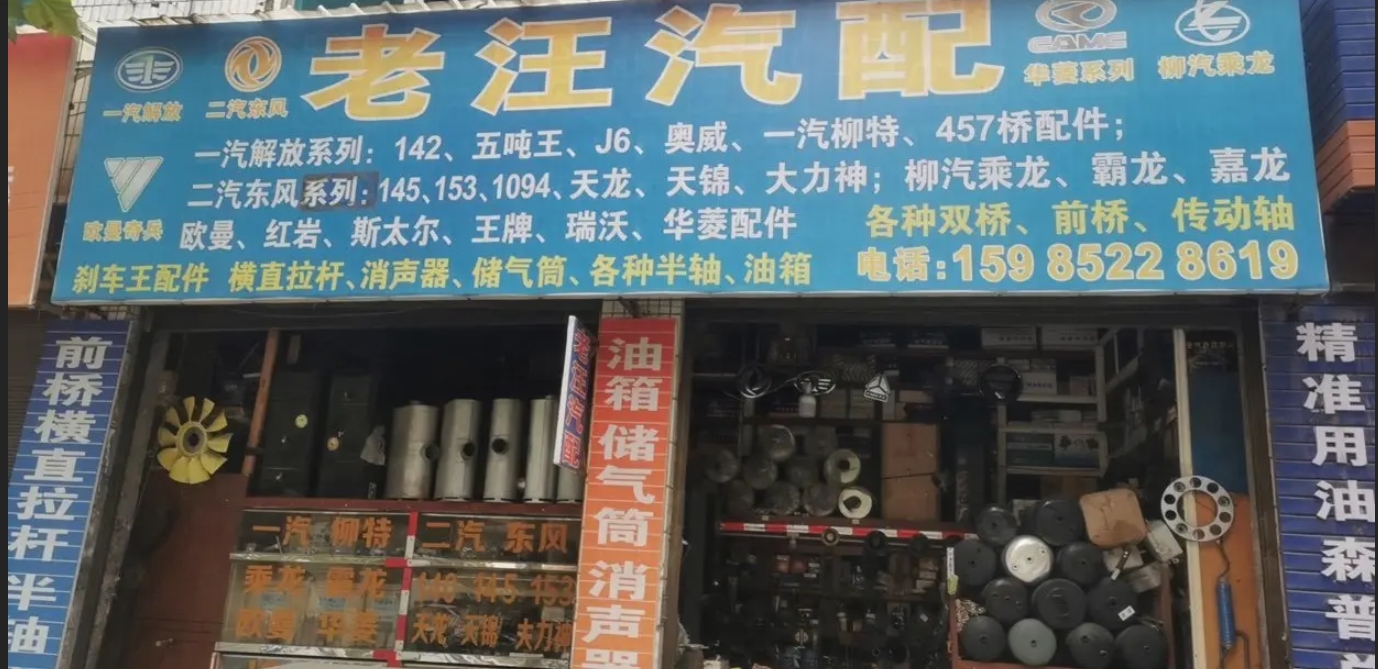 老汪汽配
一汽解放
二汽东风
CAMC
华菱系列
柳汽乘龙
欧曼奇兵
一汽解放系列：142、五吨王、J6、奥威、一汽柳特、457桥配件；
二汽东风系列：145、153、1094、天龙、天锦、大力神；柳汽乘龙、霸龙、嘉龙
欧曼、红岩、斯太尔、王牌、瑞沃、华菱配件
各种双桥、前桥、传动轴
刹车王配件 横直拉杆、消声器、储气筒、各种半轴、油箱
电话：159 8522 8619
前桥横直拉杆半油
油箱储气筒消声器
精准用油森普
一汽 柳特
二汽 东风
乘龙 霸龙
145 153
欧曼 华菱
天龙 天锦 大力神